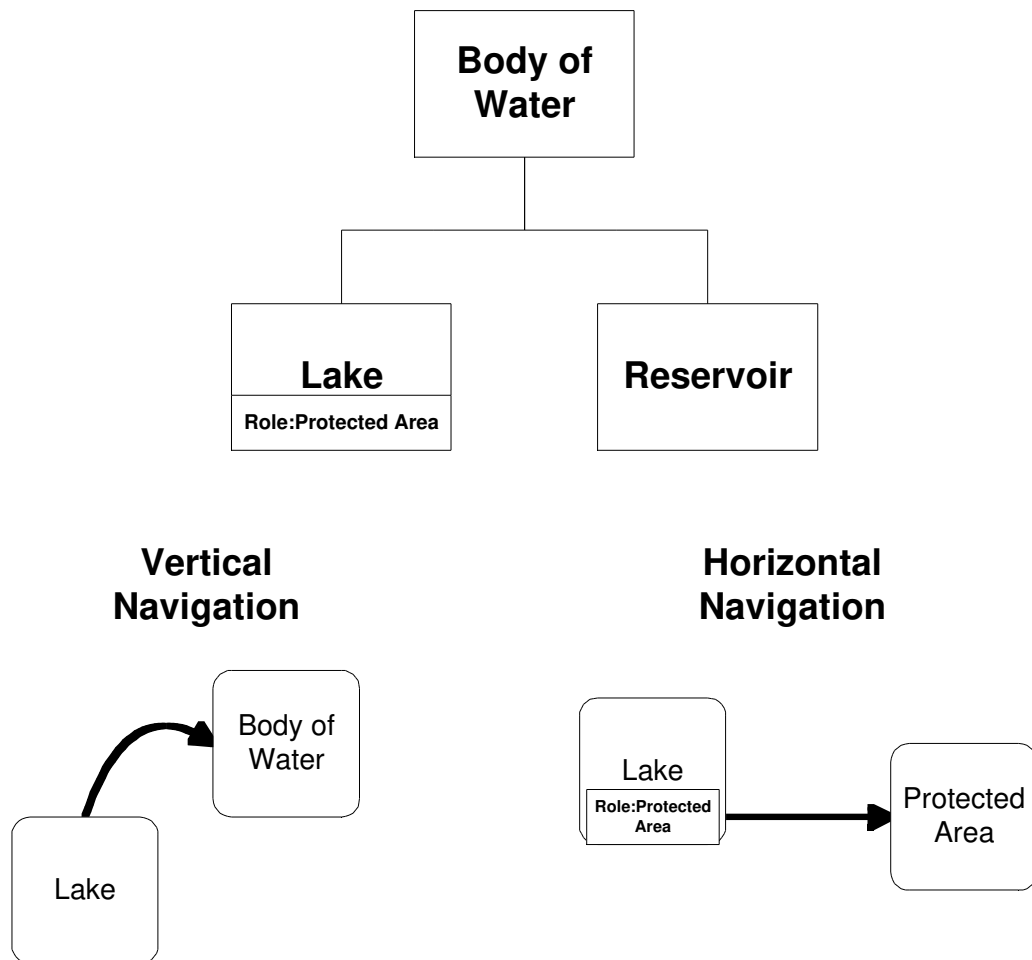 Body of
Water
Lake
Role:Protected Area
Reservoir
Vertical
Navigation
Body of
Water
Lake
Horizontal
Navigation
Lake
Role:Protected
Area
Protected
Area